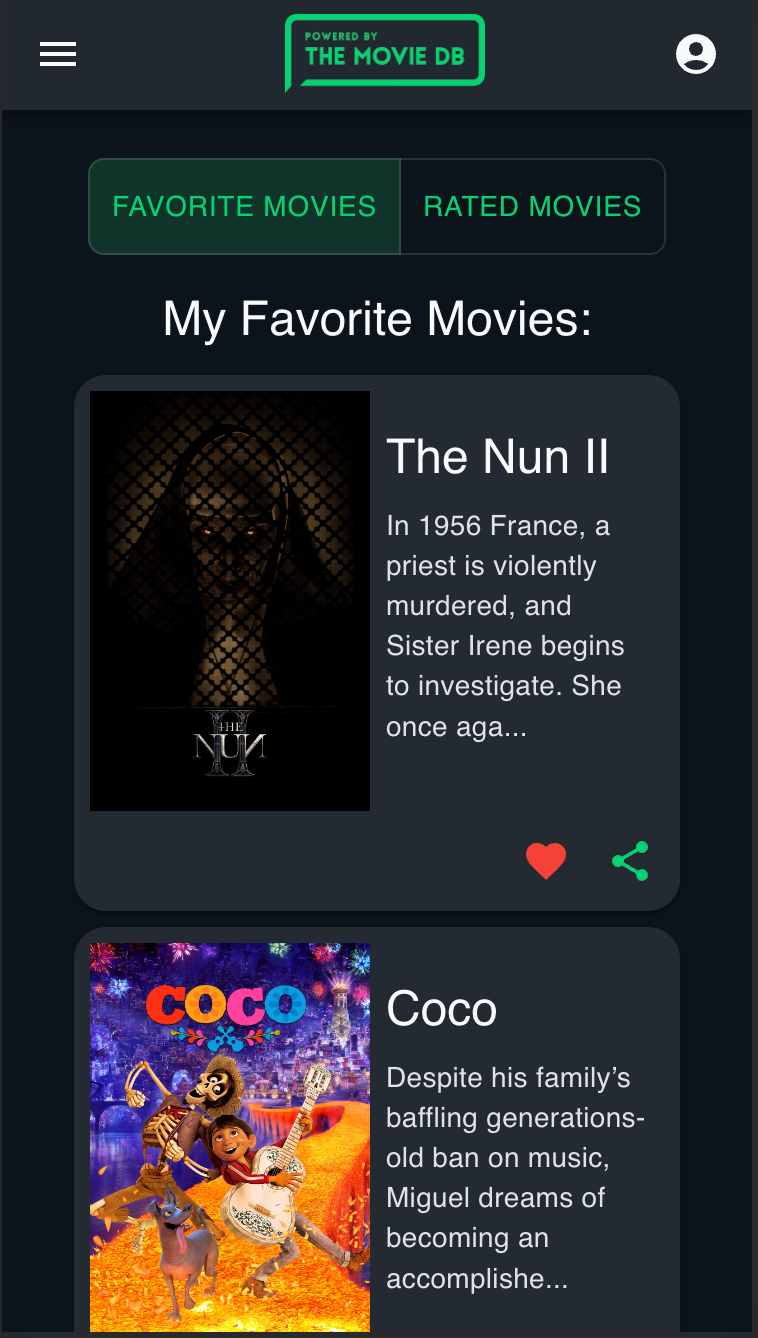 POWERED BY
THE MOVIE DB
FAVORITE MOVIES
RATED MOVIES
My Favorite Movies:
THE
NUN
II
The Nun II
In 1956 France, a
priest is violently
murdered, and
Sister Irene begins
to investigate. She
once aga...
COCO
Coco
Despite his family’s
baffling generations-
old ban on music,
Miguel dreams of
becoming an
accomplishe...